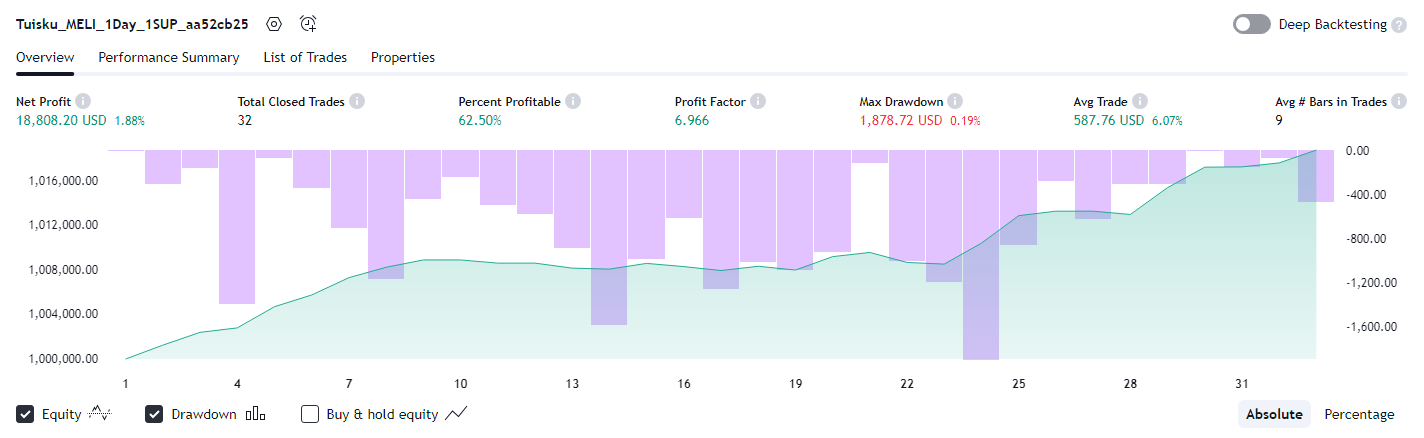 Tuisku_MELI_1Day_1SUP_aa52cb25 Deep Backtesting ?
Overview Performance Summary List of Trades Properties
Net Profit i Total Closed Trades i Percent Profitable i Profit Factor i Max Drawdown i Avg Trade i Avg # Bars in Trades i
18,808.20 USD 1.88% 32 62.50% 6.966 1,878.72 USD 0.19% 587.76 USD 6.07% 9
0.00
1,016,000.00
-400.00
1,012,000.00
-800.00
1,008,000.00
-1,200.00
1,004,000.00
-1,600.00
1,000,000.00
1 4 7 10 13 16 19 22 25 28 31
Equity Drawdown Buy & hold equity Absolute Percentage